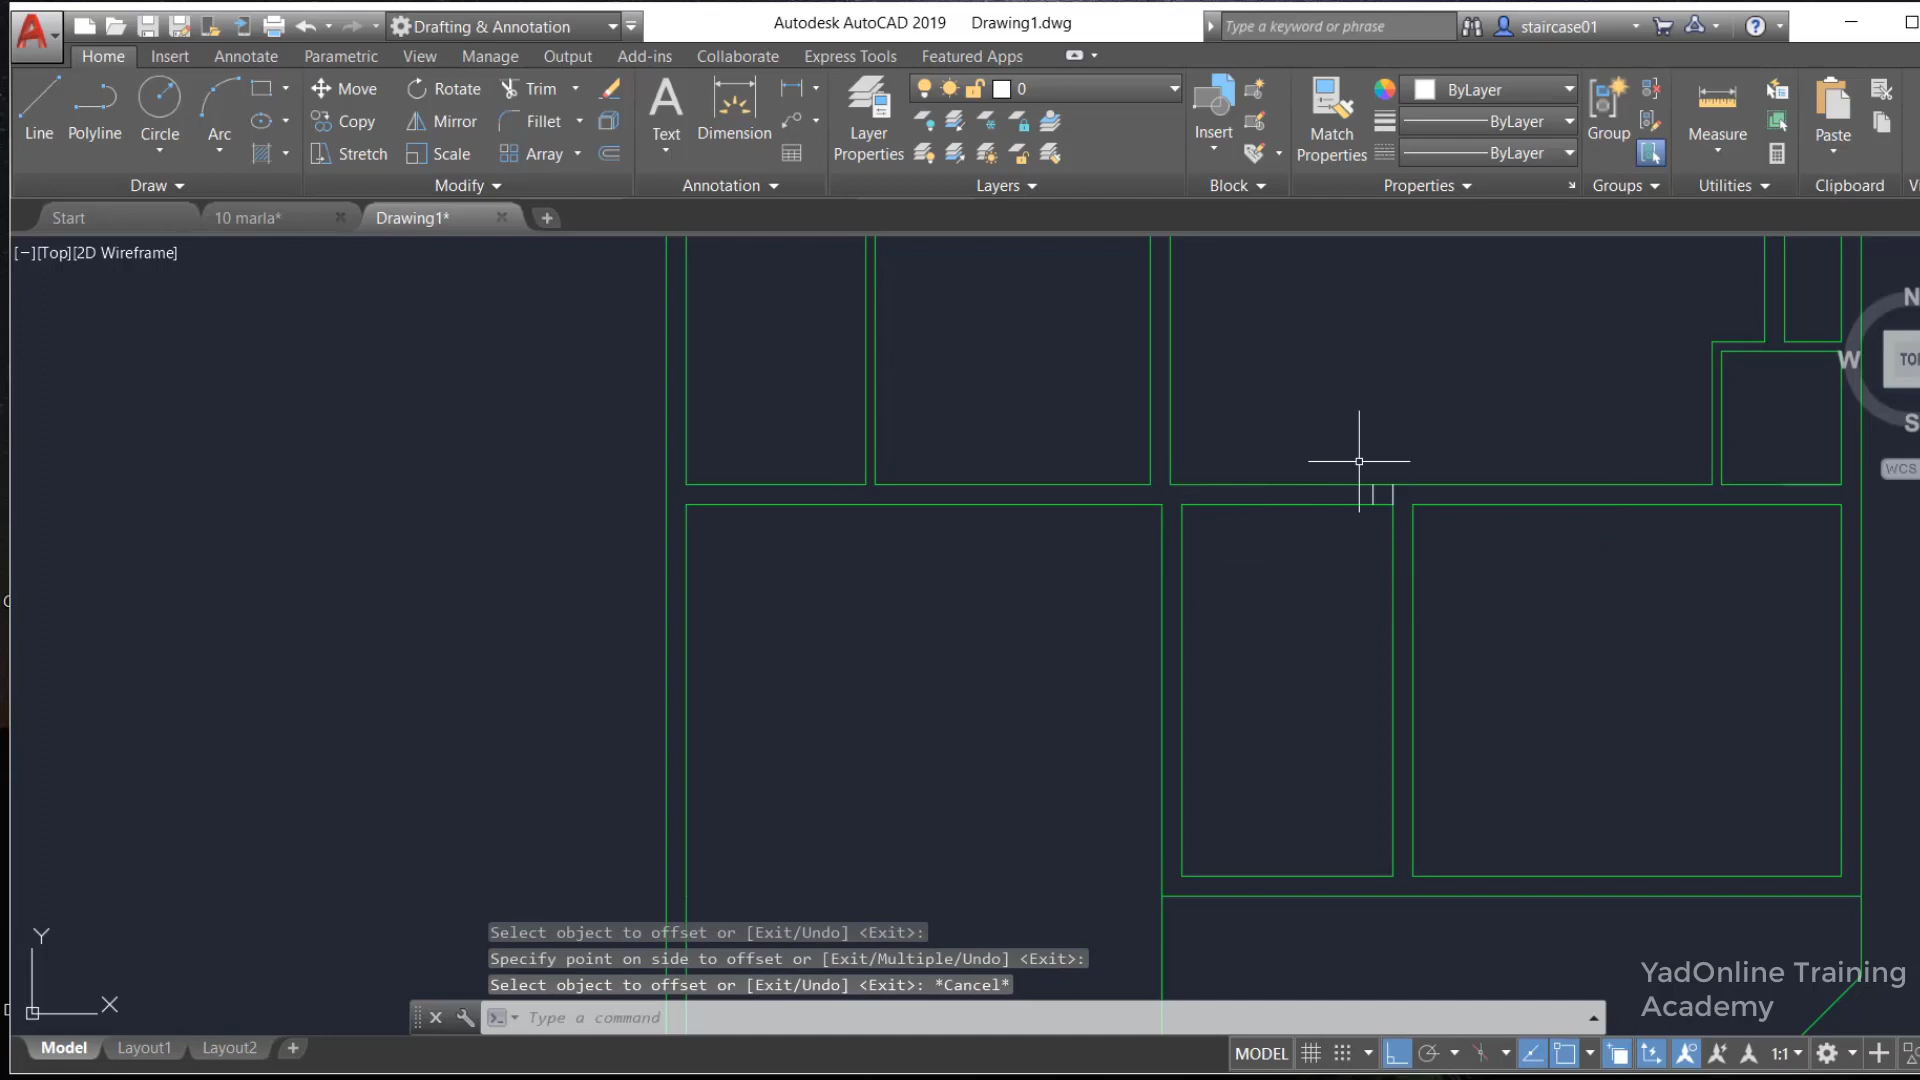 Drafting & Annotation
Autodesk AutoCAD 2019 Drawing1.dwg
Type a keyword or phrase
staircase01
Home Insert Annotate Parametric View Manage Output Add-ins Collaborate Express Tools Featured Apps
Line Polyline Circle Arc
Move Rotate Trim
Copy Mirror Fillet
Stretch Scale Array
Text Dimension
Layer Properties
0
Insert
Match Properties
ByLayer
ByLayer
ByLayer
Group
Measure
Paste
Draw Modify Annotation Layers Block Properties Groups Utilities Clipboard
Start 10 marla* Drawing1*
[−][Top][2D Wireframe]
N
W
S
WCS
Y
X
Select object to offset or [Exit/Undo] <Exit>:
Specify point on side to offset or [Exit/Multiple/Undo] <Exit>:
Select object to offset or [Exit/Undo] <Exit>: *Cancel*
Type a command
YadOnline Training
Academy
Model Layout1 Layout2
MODEL 1:1